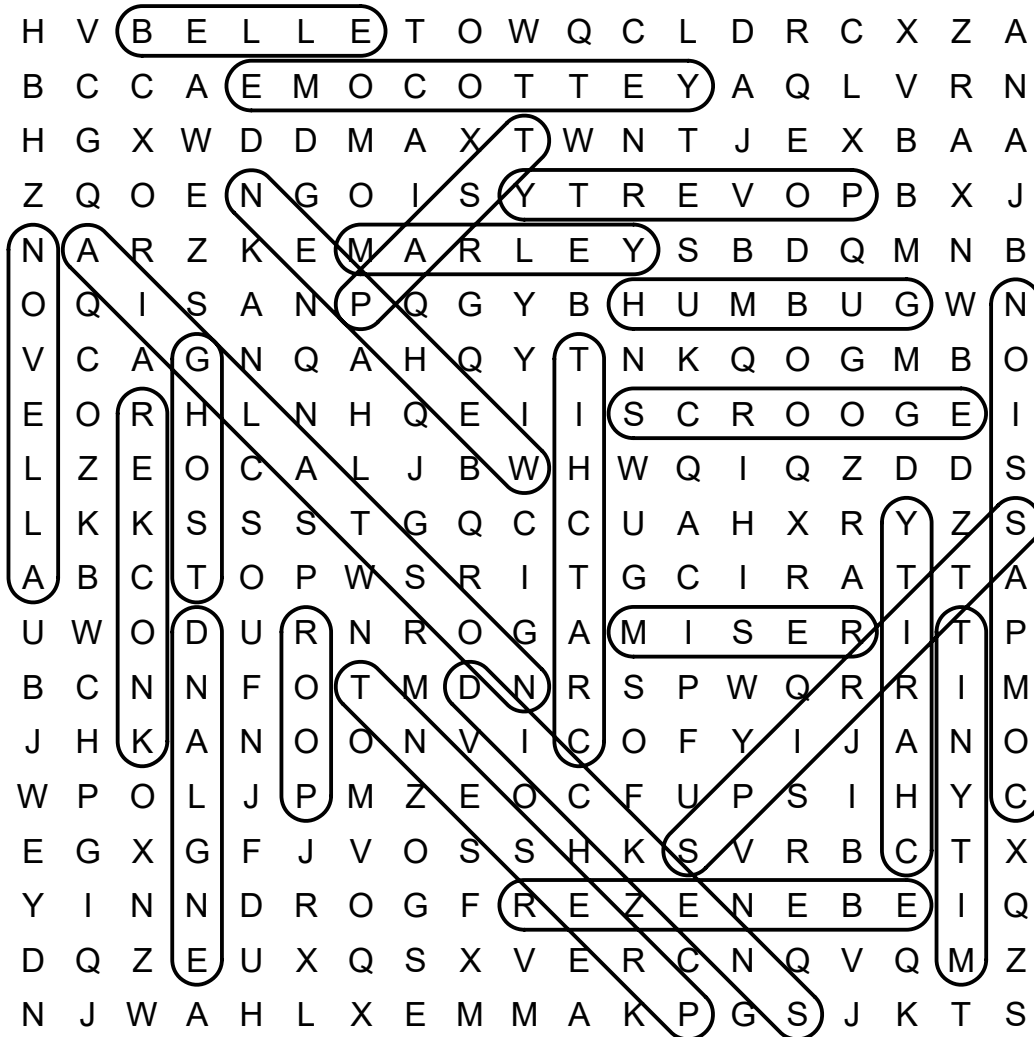 H V B E L L E T O W Q C L D R C X Z A
B C C A E M O C O T T E Y A Q L V R N
H G X W D D M A X T W N T J E X B A A
Z Q O E N G O I S Y T R E V O P B X J
N A R Z K E M A R L E Y S B D Q M N B
O Q I S A N P Q G Y B H U M B U G W N
V C A G N Q A H Q Y T N K Q O G M B O
E O R H L N H Q E I I S C R O O G E I
L Z E O C A L J B W H W Q I Q Z D D S
L K K S S S T G Q C C U A H X R Y Z S
A B C T O P W S R I T G C I R A T T A
U W O D U R N R O G A M I S E R I T P
B C N N F O T M D N R S P W Q R R I M
J H K A N O O N V I C O F Y I J A N O
W P O L J P M Z E O C F U P S I H Y C
E G X G F J V O S S H K S V R B C T X
Y I N N D R O G F R E Z E N E B E I Q
D Q Z E U X Q S X V E R C N Q V Q M Z
N J W A H L X E M M A K P G S J K T S